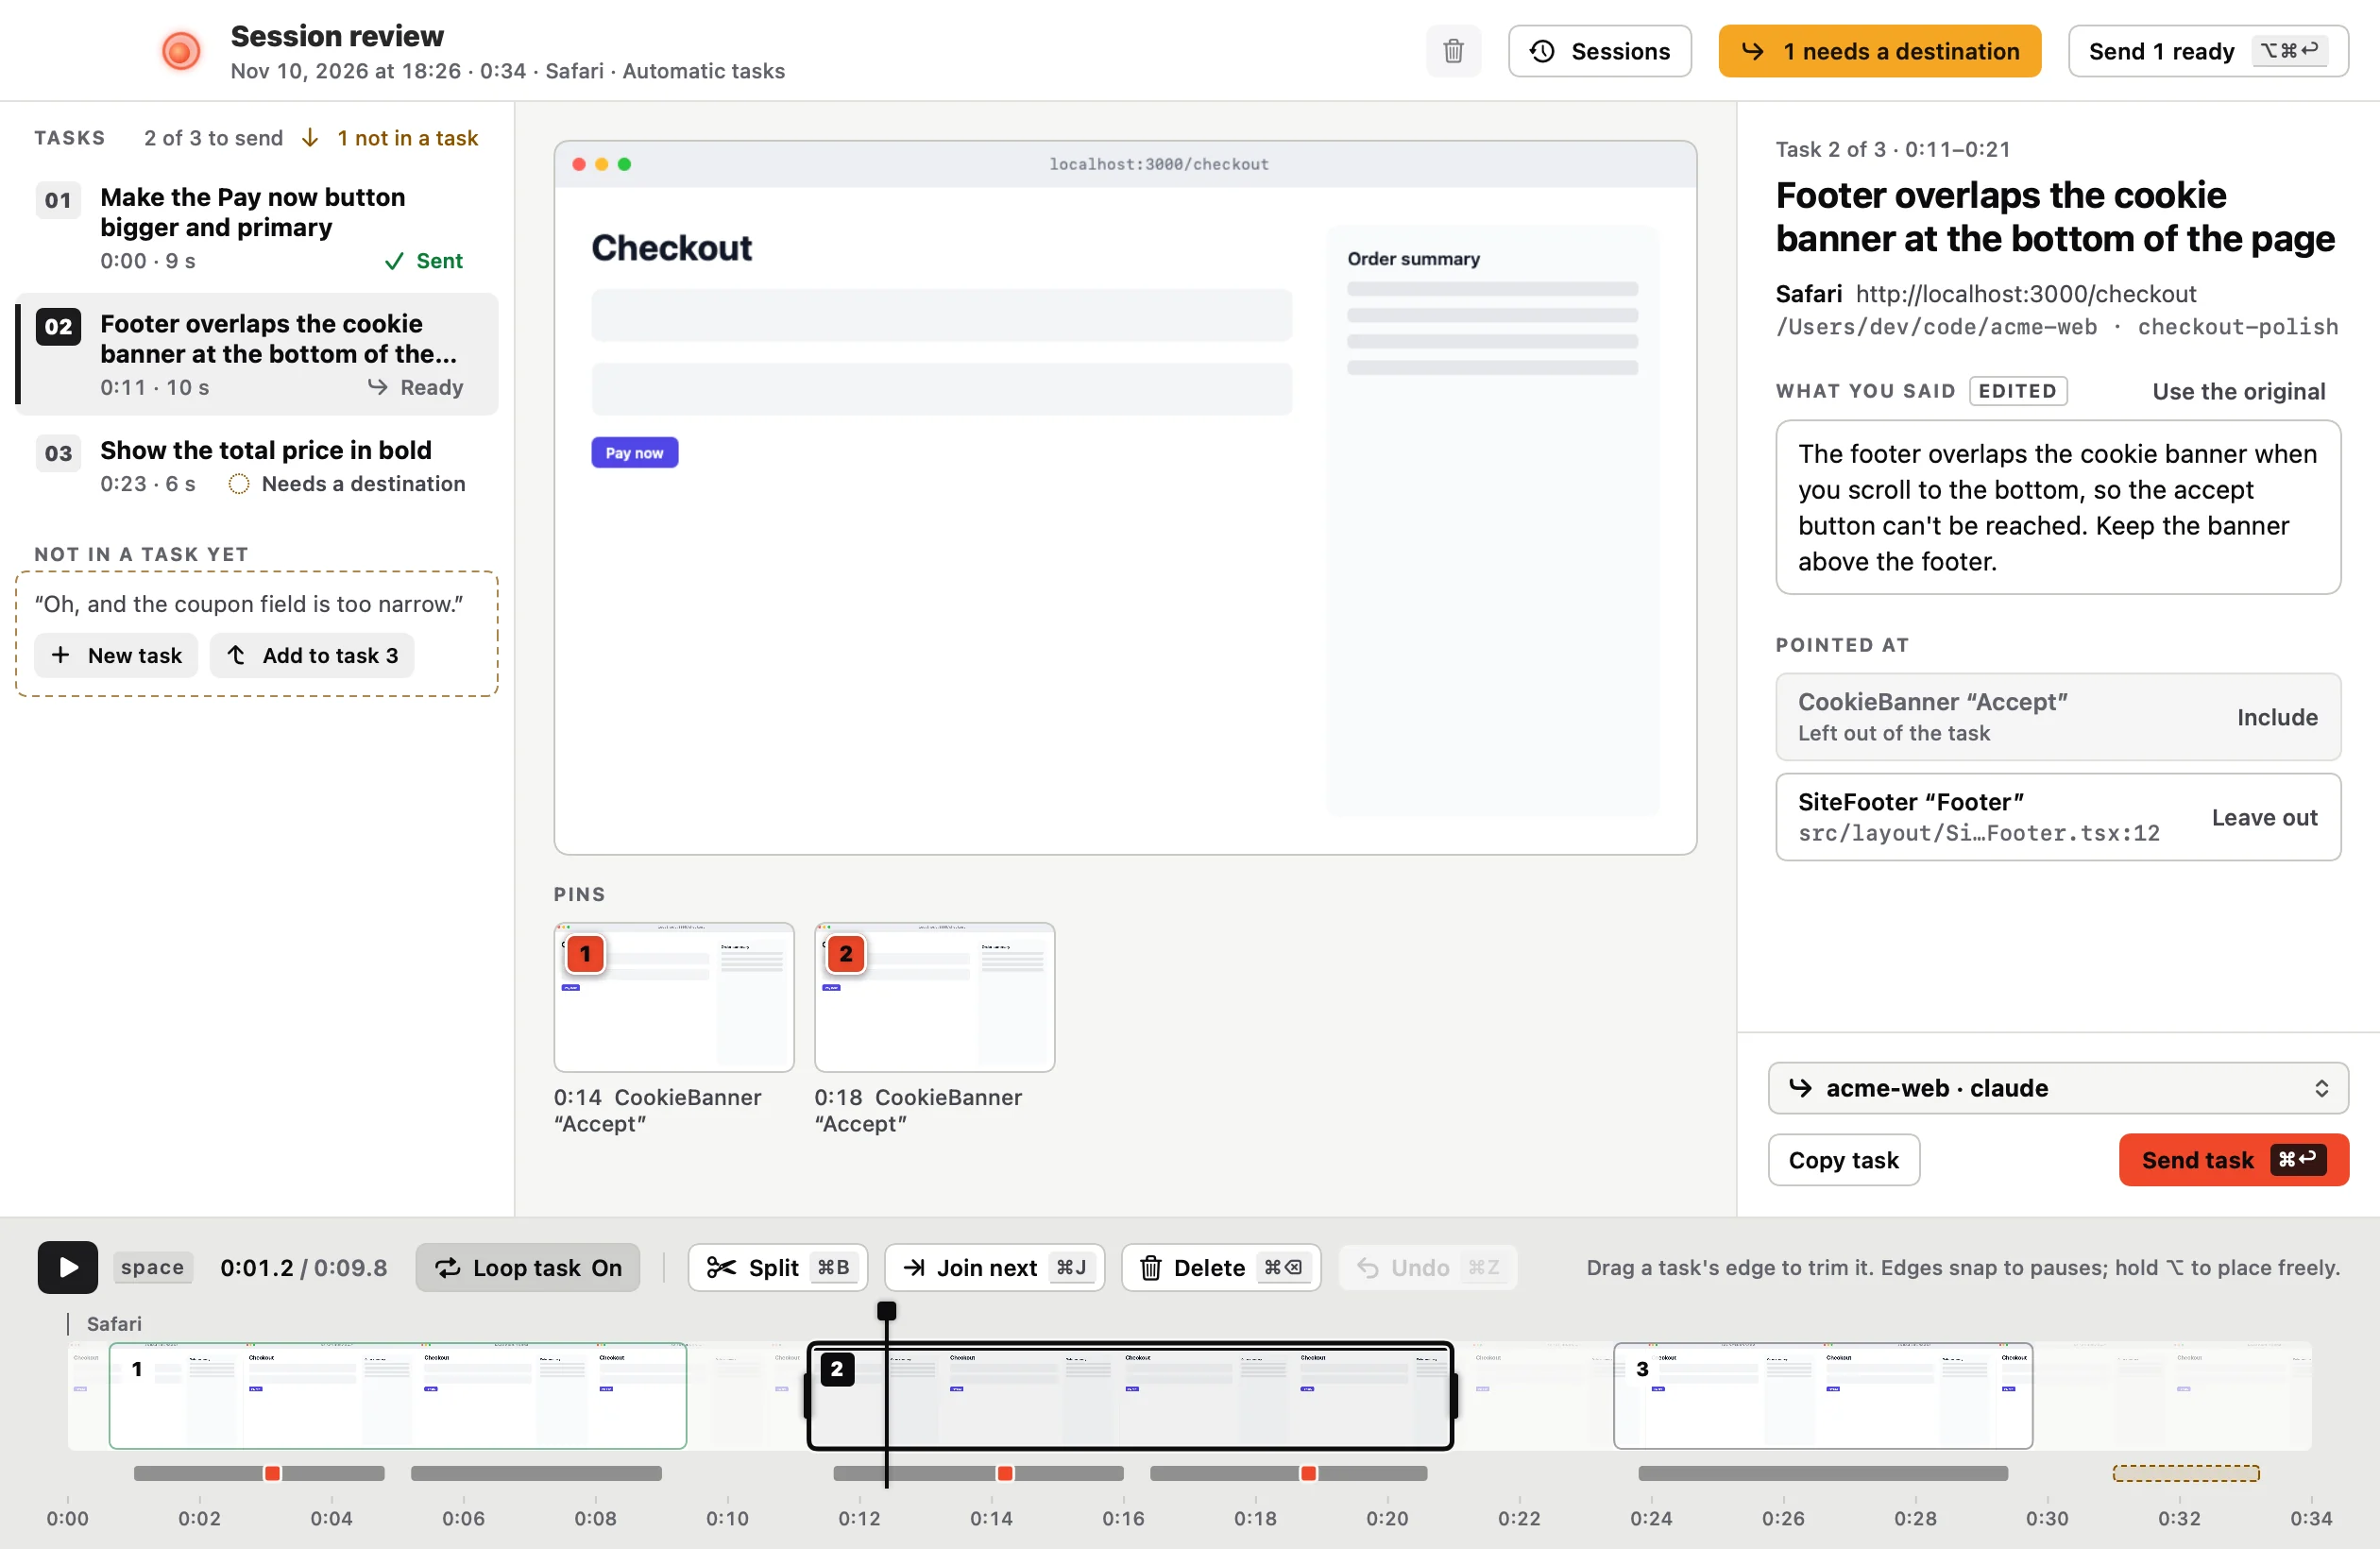 Session review
Nov 10, 2026 at 18:26 · 0:34 · Safari · Automatic tasks
Sessions
1 needs a destination
Send 1 ready ⌥⌘↩
TASKS 2 of 3 to send ↓ 1 not in a task
01 Make the Pay now button
bigger and primary
0:00 · 9 s Sent
02 Footer overlaps the cookie
banner at the bottom of the...
0:11 · 10 s Ready
03 Show the total price in bold
0:23 · 6 s Needs a destination
NOT IN A TASK YET
“Oh, and the coupon field is too narrow.”
+ New task
Add to task 3
localhost:3000/checkout
Checkout
Order summary
Pay now
PINS
1
2
0:14 CookieBanner
“Accept”
0:18 CookieBanner
“Accept”
Task 2 of 3 · 0:11–0:21
Footer overlaps the cookie
banner at the bottom of the page
Safari http://localhost:3000/checkout
/Users/dev/code/acme-web · checkout-polish
WHAT YOU SAID EDITED Use the original
The footer overlaps the cookie banner when
you scroll to the bottom, so the accept
button can't be reached. Keep the banner
above the footer.
POINTED AT
CookieBanner “Accept”
Left out of the task
Include
SiteFooter “Footer”
src/layout/Si…Footer.tsx:12
Leave out
acme-web · claude
Copy task
Send task ⌘↩
space
0:01.2 / 0:09.8
Loop task On
Split ⌘B
Join next ⌘J
Delete ⌘⌫
Undo ⌘Z
Drag a task's edge to trim it. Edges snap to pauses; hold ⌥ to place freely.
Safari
1
2
3
0:00 0:02 0:04 0:06 0:08 0:10 0:12 0:14 0:16 0:18 0:20 0:22 0:24 0:26 0:28 0:30 0:32 0:34